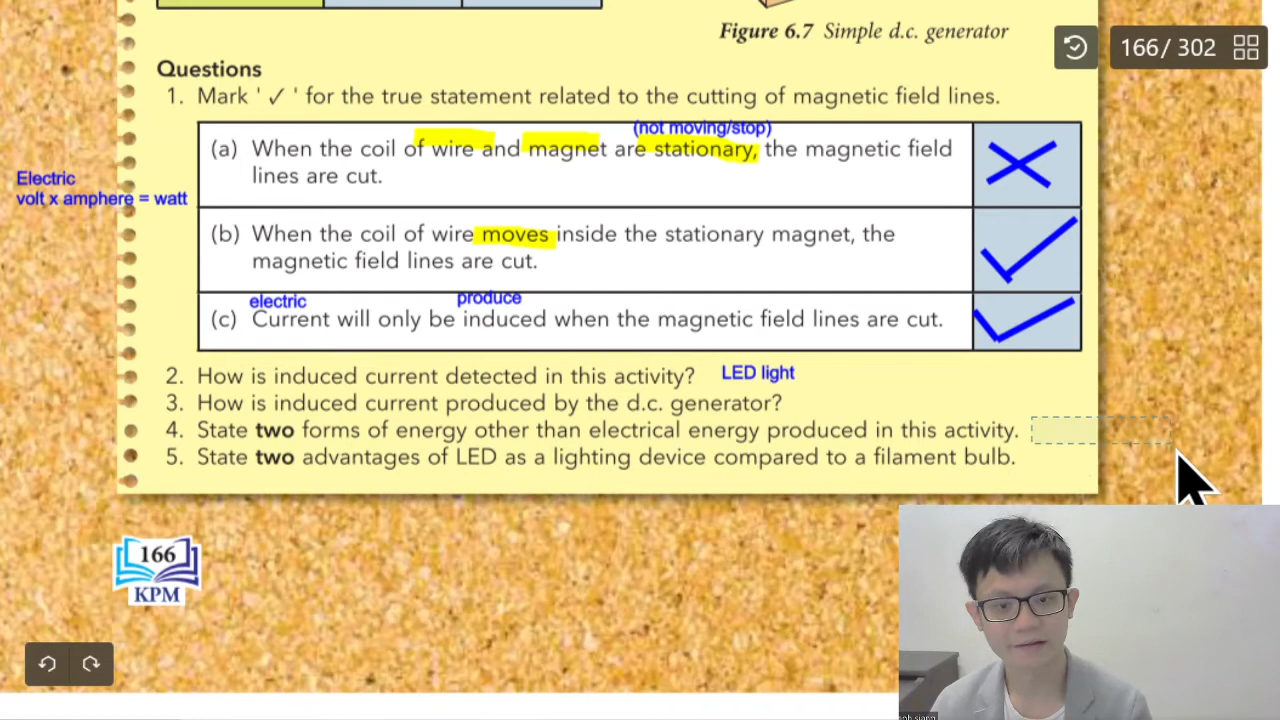 Figure 6.7 Simple d.c. generator
166/ 302
Questions
1. Mark ' ✓ ' for the true statement related to the cutting of magnetic field lines.
(not moving/stop)
(a) When the coil of wire and magnet are stationary, the magnetic field
lines are cut.
Electric
volt x amphere = watt
(b) When the coil of wire moves inside the stationary magnet, the
magnetic field lines are cut.
electric produce
(c) Current will only be induced when the magnetic field lines are cut.
2. How is induced current detected in this activity? LED light
3. How is induced current produced by the d.c. generator?
4. State two forms of energy other than electrical energy produced in this activity.
5. State two advantages of LED as a lighting device compared to a filament bulb.
166
KPM